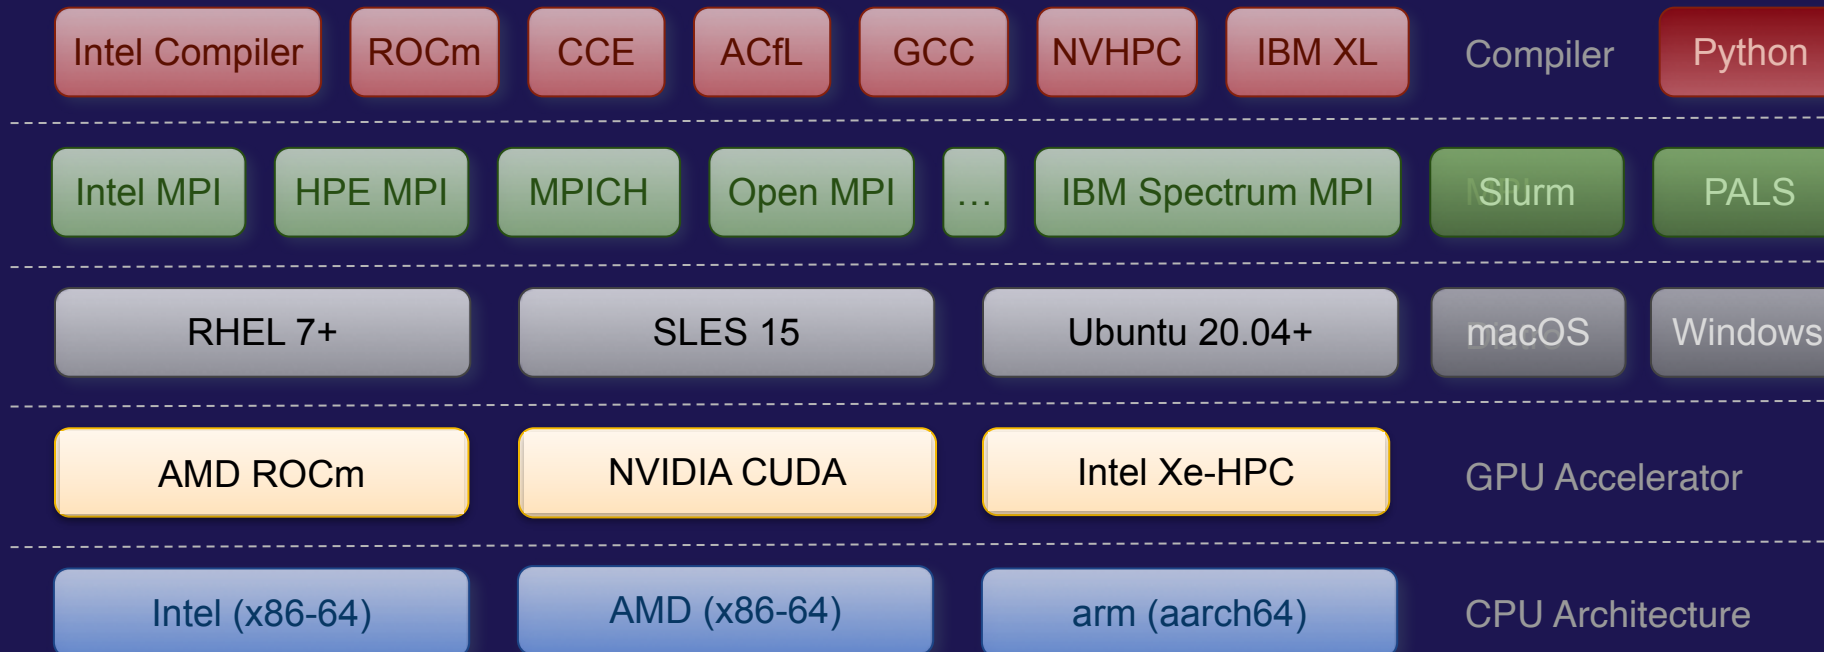 Intel Compiler ROCm CCE ACfL GCC NVHPC IBM XL Compiler Python
Intel MPI HPE MPI MPICH Open MPI ... IBM Spectrum MPI Slurm PALS
RHEL 7+ SLES 15 Ubuntu 20.04+ macOS Windows
AMD ROCm NVIDIA CUDA Intel Xe-HPC GPU Accelerator
Intel (x86-64) AMD (x86-64) arm (aarch64) CPU Architecture